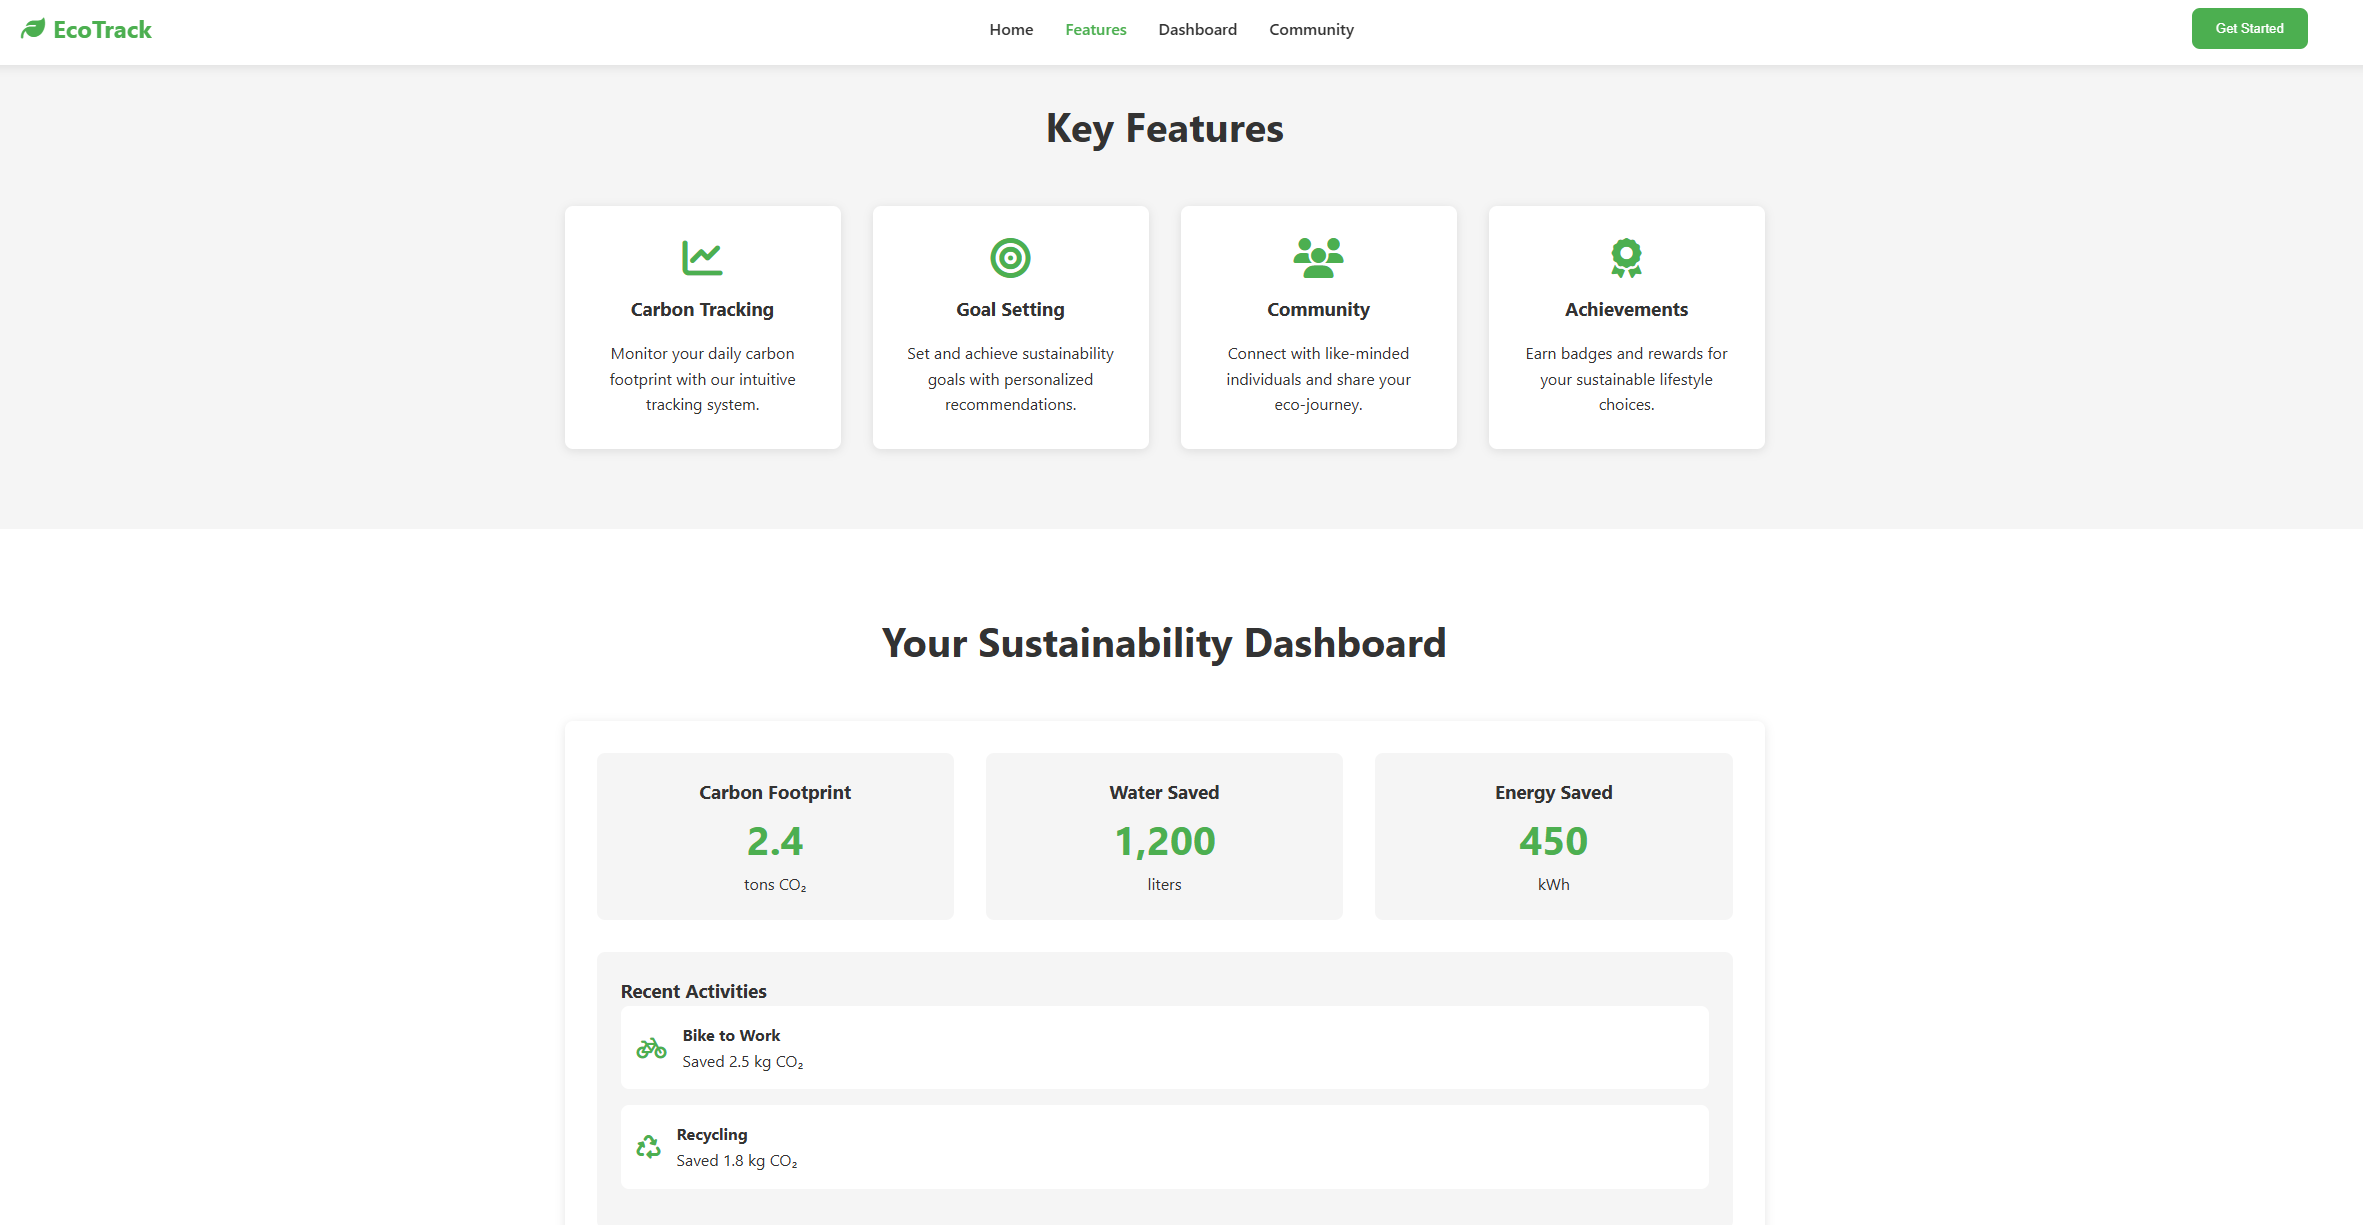 EcoTrack
Home Features Dashboard Community
Get Started
Key Features
Carbon Tracking
Monitor your daily carbon
footprint with our intuitive
tracking system.
Goal Setting
Set and achieve sustainability
goals with personalized
recommendations.
Community
Connect with like-minded
individuals and share your
eco-journey.
Achievements
Earn badges and rewards for
your sustainable lifestyle
choices.
Your Sustainability Dashboard
Carbon Footprint
2.4
tons CO₂
Water Saved
1,200
liters
Energy Saved
450
kWh
Recent Activities
Bike to Work
Saved 2.5 kg CO₂
Recycling
Saved 1.8 kg CO₂